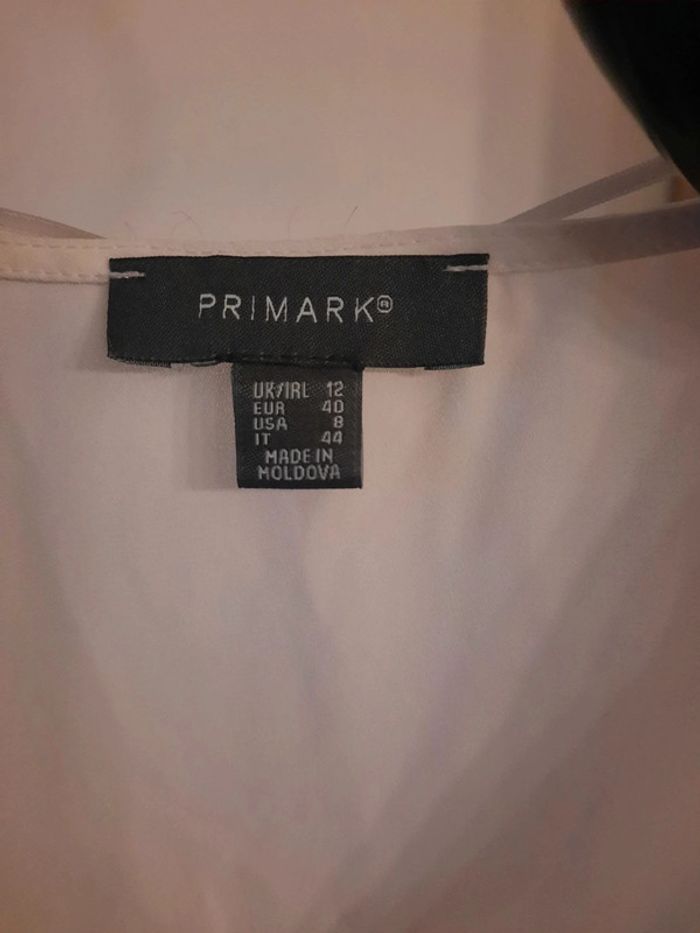 PRIMARK®
UK/IRL 12
EUR 40
USA 8
IT 44
MADE IN
MOLDOVA